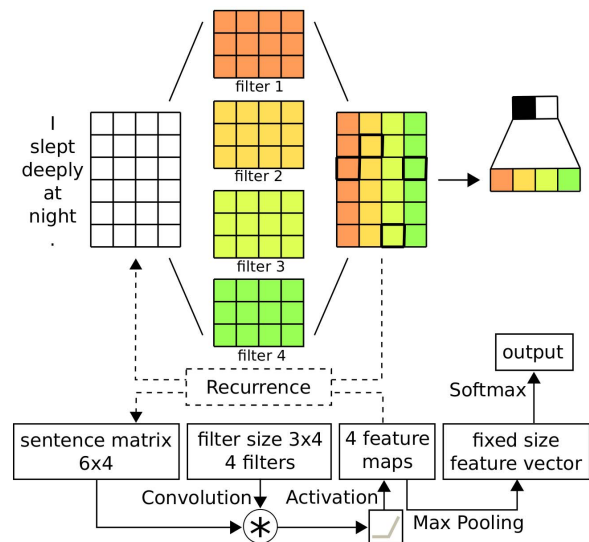 I
slept
deeply
at
night
.
filter 1
filter 2
filter 3
filter 4
Recurrence
output
Softmax
sentence matrix
6x4
filter size 3x4
4 filters
4 feature
maps
fixed size
feature vector
Convolution
Activation
*
Max Pooling